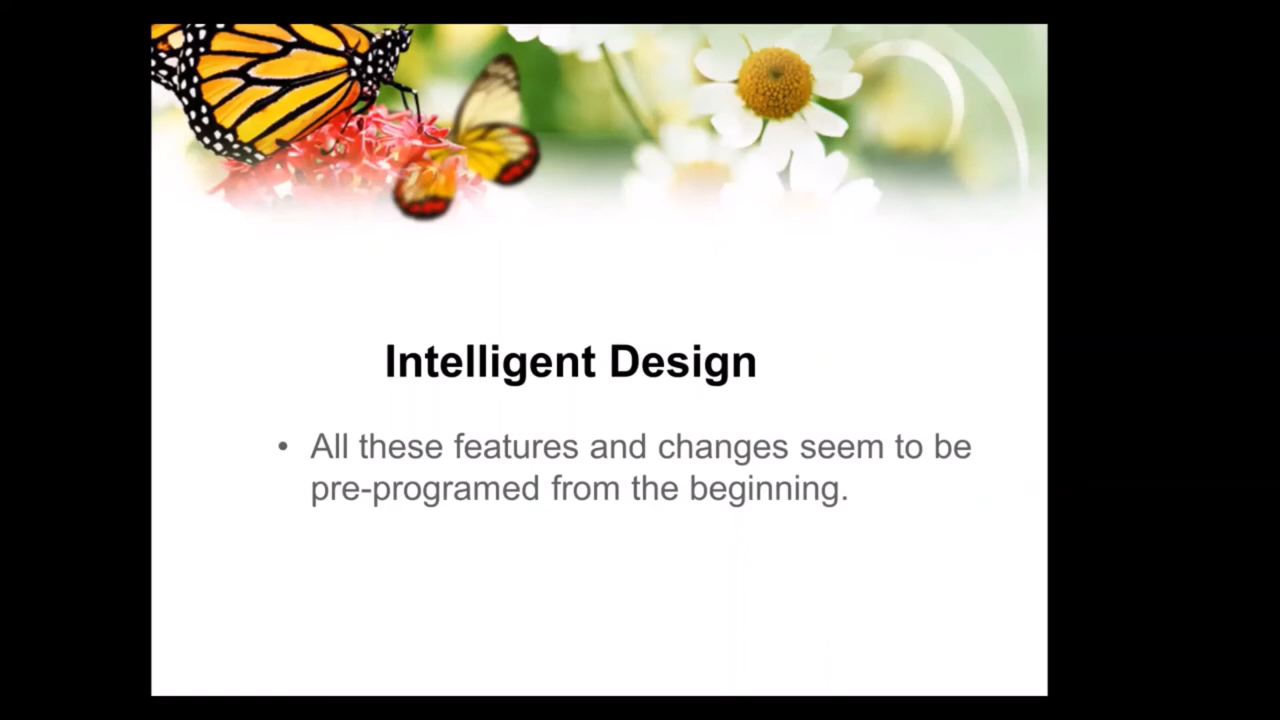 Intelligent Design
• All these features and changes seem to be
pre-programed from the beginning.